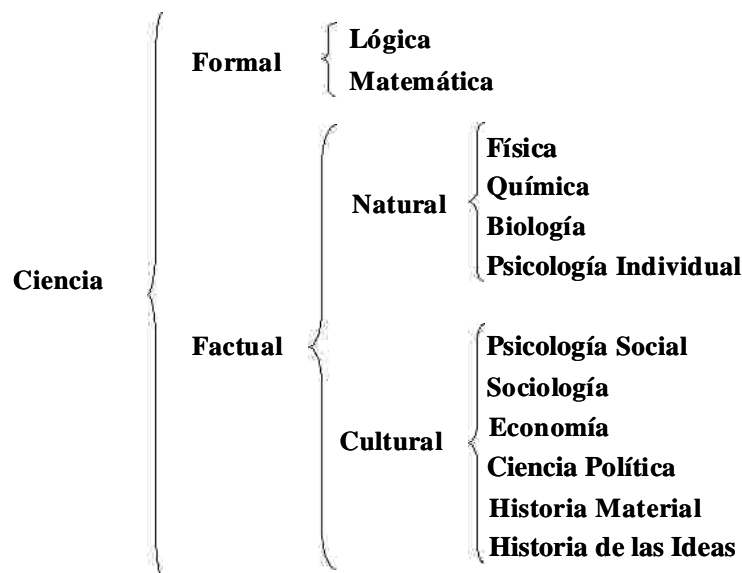 Ciencia
Formal
Lógica
Matemática
Factual
Natural
Física
Química
Biología
Psicología Individual
Cultural
Psicología Social
Sociología
Economía
Ciencia Política
Historia Material
Historia de las Ideas